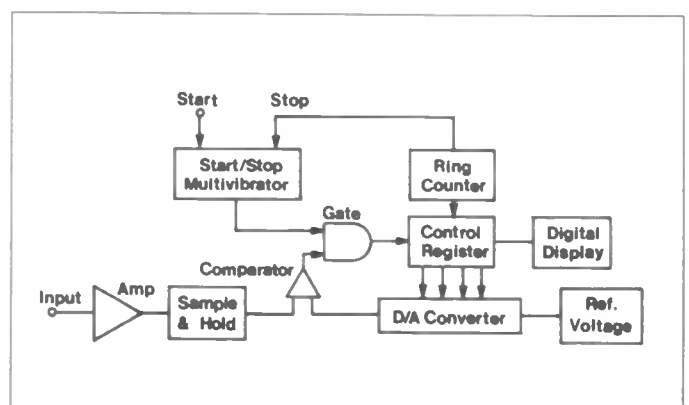 Start
Stop
Start/Stop
Multivibrator
Ring
Counter
Gate
Control
Register
Digital
Display
Comparator
Input
Amp
Sample
& Hold
D/A Converter
Ref.
Voltage